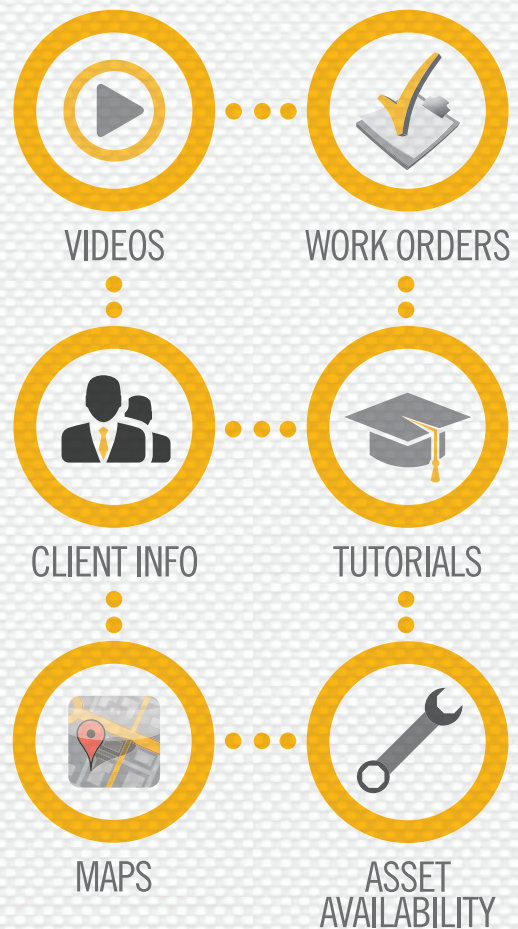 VIDEOS
WORK ORDERS
CLIENT INFO
TUTORIALS
MAPS
ASSET
AVAILABILITY